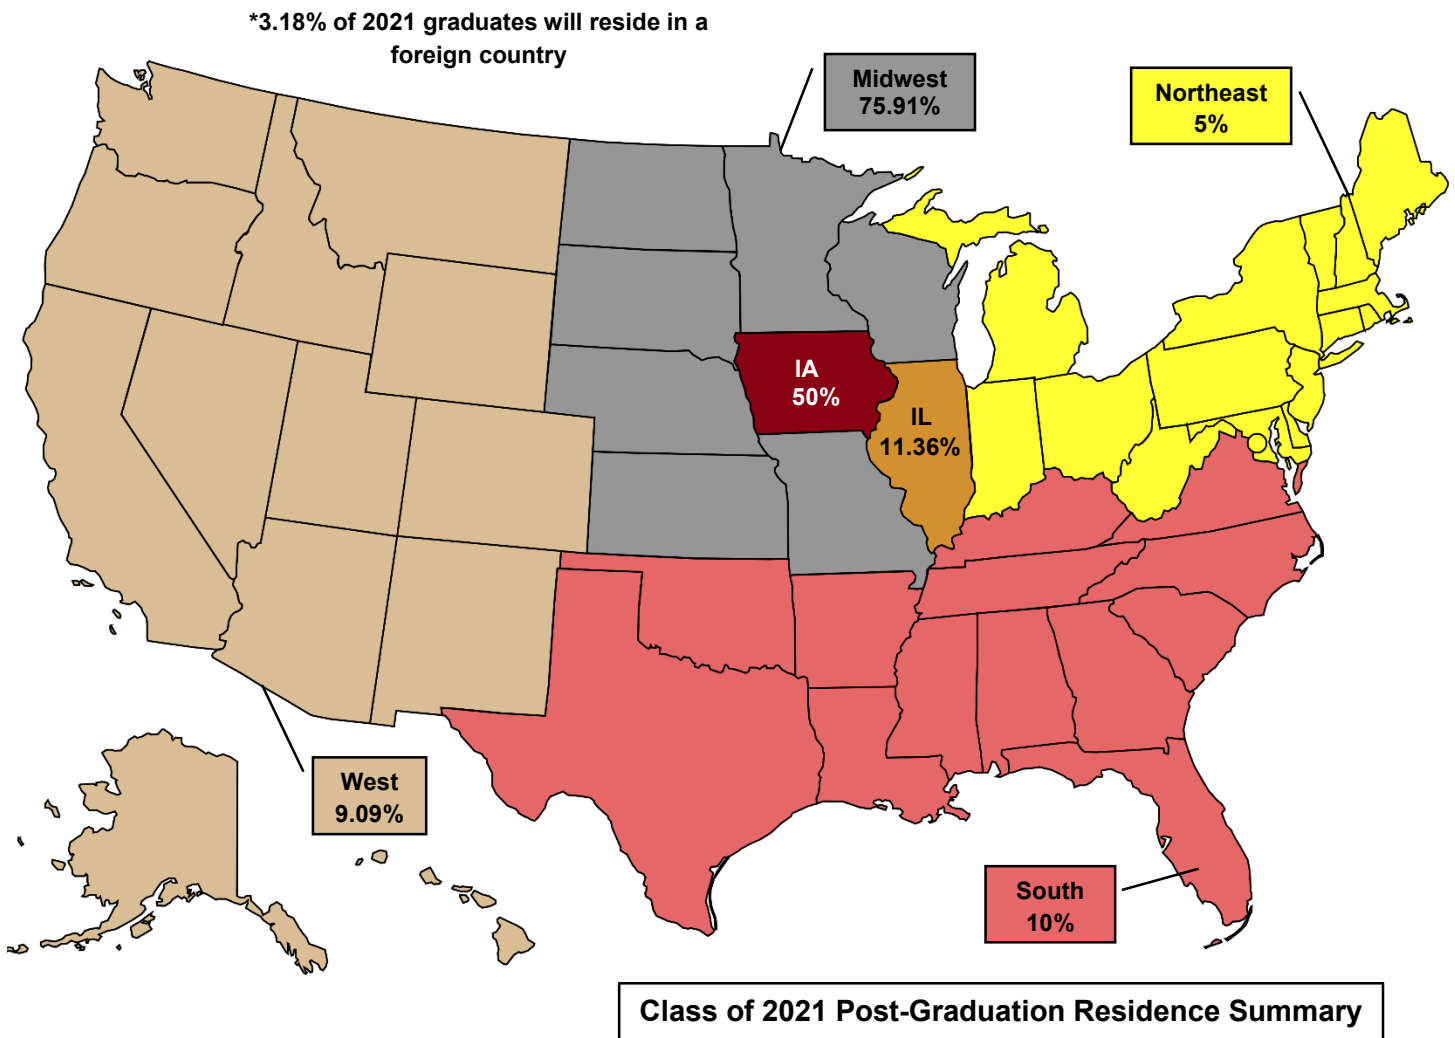 *3.18% of 2021 graduates will reside in a
foreign country
Midwest
75.91%
Northeast
5%
IA
50%
IL
11.36%
West
9.09%
South
10%
Class of 2021 Post-Graduation Residence Summary